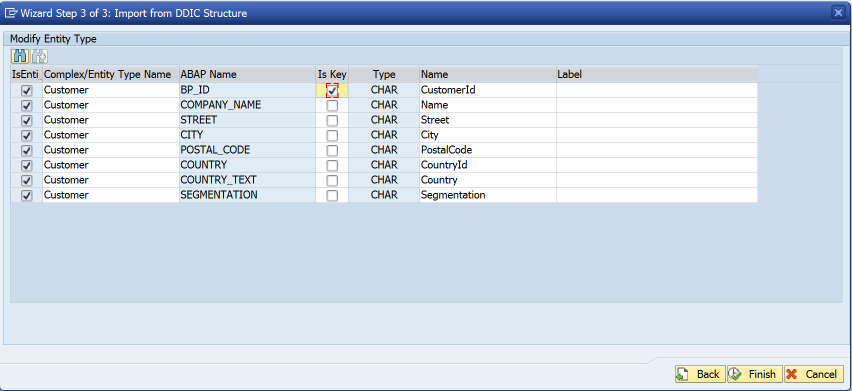 Wizard Step 3 of 3: Import from DDIC Structure
Modify Entity Type
IsEnti.. Complex/Entity Type Name ABAP Name Is Key Type Name Label
Customer BP_ID CHAR CustomerId
Customer COMPANY_NAME CHAR Name
Customer STREET CHAR Street
Customer CITY CHAR City
Customer POSTAL_CODE CHAR PostalCode
Customer COUNTRY CHAR CountryId
Customer COUNTRY_TEXT CHAR Country
Customer SEGMENTATION CHAR Segmentation
Back Finish Cancel